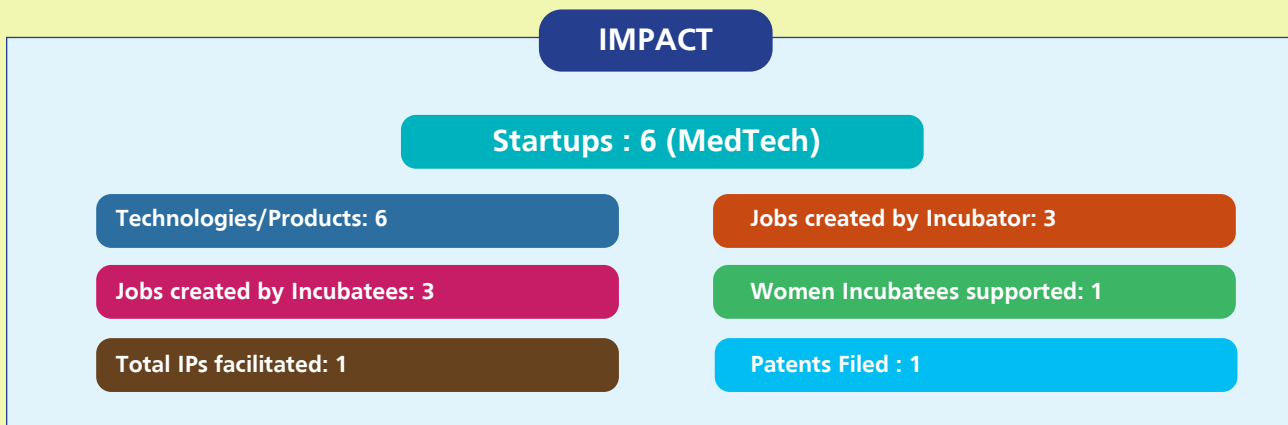 IMPACT
Startups : 6 (MedTech)
Technologies/Products: 6
Jobs created by Incubator: 3
Jobs created by Incubatees: 3
Women Incubatees supported: 1
Total IPs facilitated: 1
Patents Filed : 1